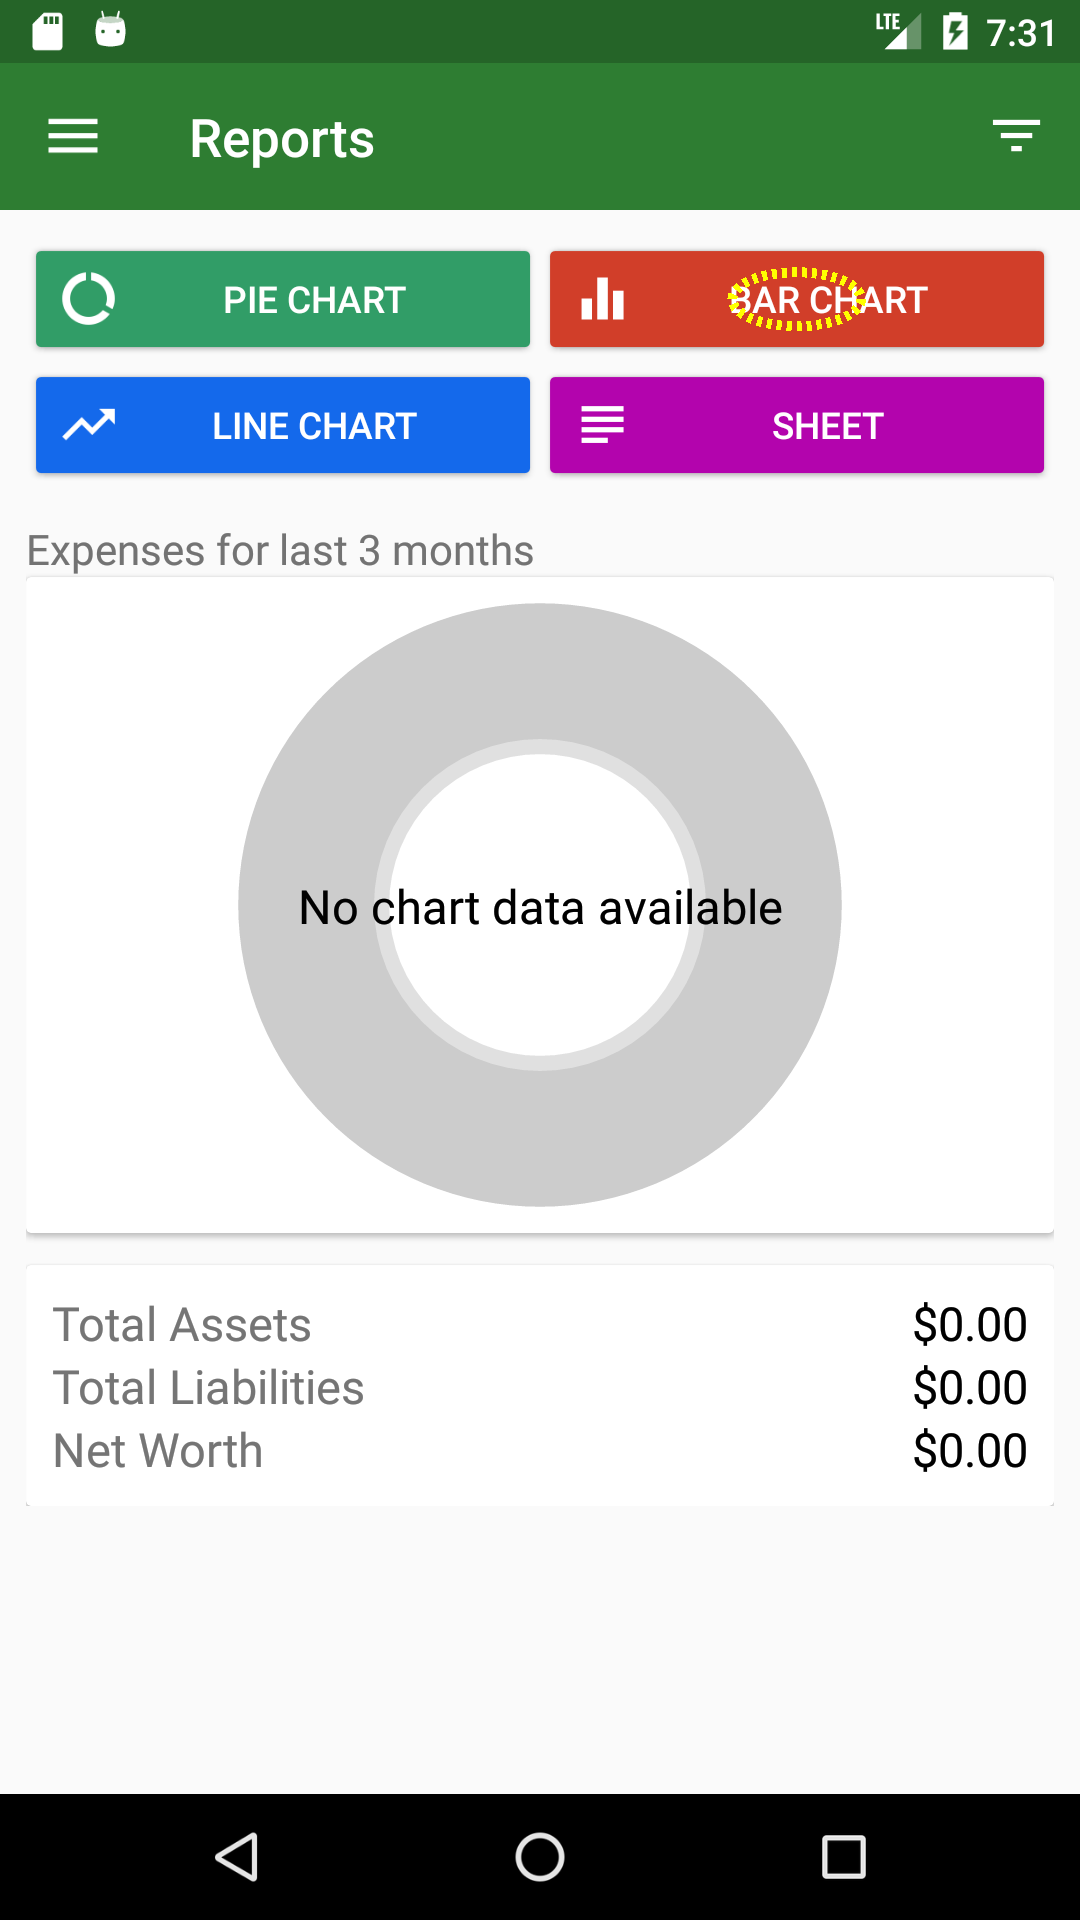 LTE 7:31
Reports
PIE CHART
BAR CHART
LINE CHART
SHEET
Expenses for last 3 months
No chart data available
Total Assets $0.00
Total Liabilities $0.00
Net Worth $0.00